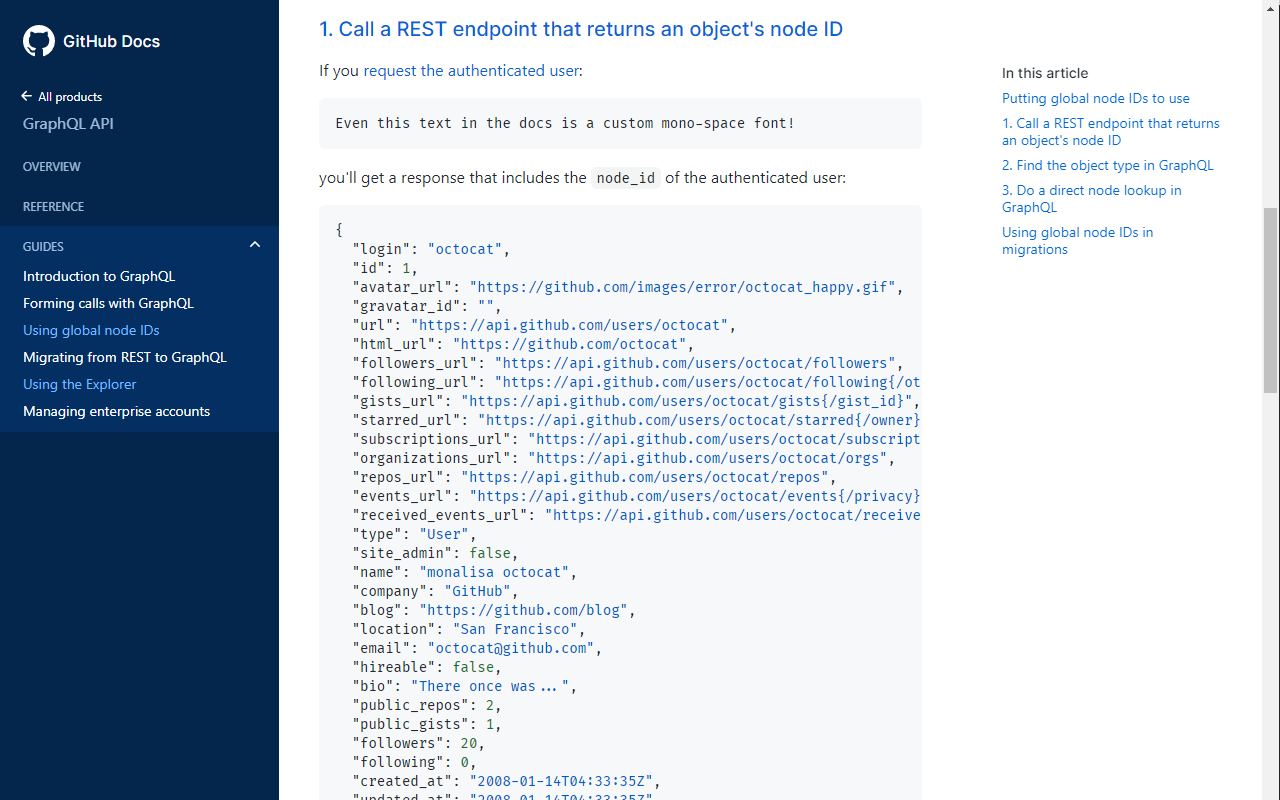 GitHub Docs
All products
GraphQL API
OVERVIEW
REFERENCE
GUIDES
Introduction to GraphQL
Forming calls with GraphQL
Using global node IDs
Migrating from REST to GraphQL
Using the Explorer
Managing enterprise accounts
1. Call a REST endpoint that returns an object's node ID
If you request the authenticated user:
Even this text in the docs is a custom mono-space font!
you'll get a response that includes the node_id of the authenticated user:
{
"login": "octocat",
"id": 1,
"avatar_url": "https://github.com/images/error/octocat_happy.gif",
"gravatar_id": "",
"url": "https://api.github.com/users/octocat",
"html_url": "https://github.com/octocat",
"followers_url": "https://api.github.com/users/octocat/followers",
"following_url": "https://api.github.com/users/octocat/following{/ot
"gists_url": "https://api.github.com/users/octocat/gists{/gist_id}",
"starred_url": "https://api.github.com/users/octocat/starred{/owner}
"subscriptions_url": "https://api.github.com/users/octocat/subscript
"organizations_url": "https://api.github.com/users/octocat/orgs",
"repos_url": "https://api.github.com/users/octocat/repos",
"events_url": "https://api.github.com/users/octocat/events{/privacy}
"received_events_url": "https://api.github.com/users/octocat/receive
"type": "User",
"site_admin": false,
"name": "monalisa octocat",
"company": "GitHub",
"blog": "https://github.com/blog",
"location": "San Francisco",
"email": "octocat@github.com",
"hireable": false,
"bio": "There once was...",
"public_repos": 2,
"public_gists": 1,
"followers": 20,
"following": 0,
"created_at": "2008-01-14T04:33:35Z",
"updated_at": "2008-01-14T04:33:35Z",
In this article
Putting global node IDs to use
1. Call a REST endpoint that returns
an object's node ID
2. Find the object type in GraphQL
3. Do a direct node lookup in
GraphQL
Using global node IDs in
migrations